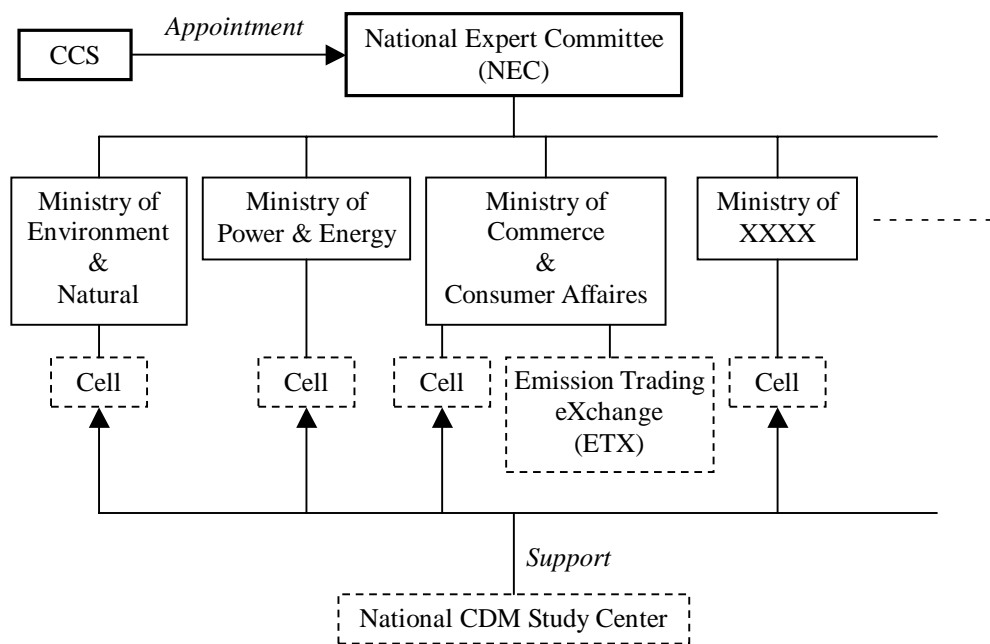 Appointment
CCS
National Expert Committee
(NEC)
Ministry of
Environment
&
Natural
Ministry of
Power & Energy
Ministry of
Commerce
&
Consumer Affaires
Ministry of
XXXX
Cell
Cell
Cell
Emission Trading
eXchange
(ETX)
Cell
Support
National CDM Study Center